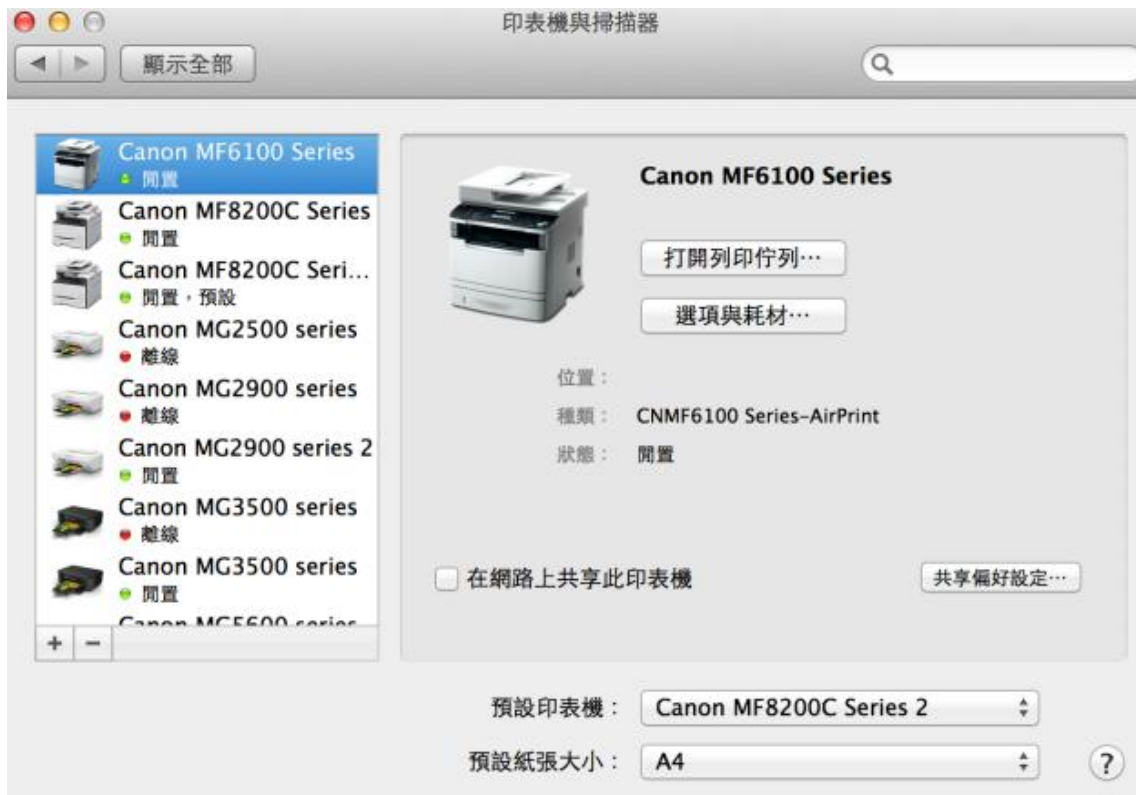 印表機與掃描器
顯示全部
Canon MF6100 Series
閒置
Canon MF8200C Series
閒置
Canon MF8200C Seri...
閒置，預設
Canon MG2500 series
離線
Canon MG2900 series
離線
Canon MG2900 series 2
閒置
Canon MG3500 series
離線
Canon MG3500 series
閒置
Canon MG5600 series
+ −
Canon MF6100 Series
打開列印佇列⋯
選項與耗材⋯
位置：
種類： CNMF6100 Series-AirPrint
狀態： 閒置
在網路上共享此印表機
共享偏好設定⋯
預設印表機： Canon MF8200C Series 2
預設紙張大小： A4
?